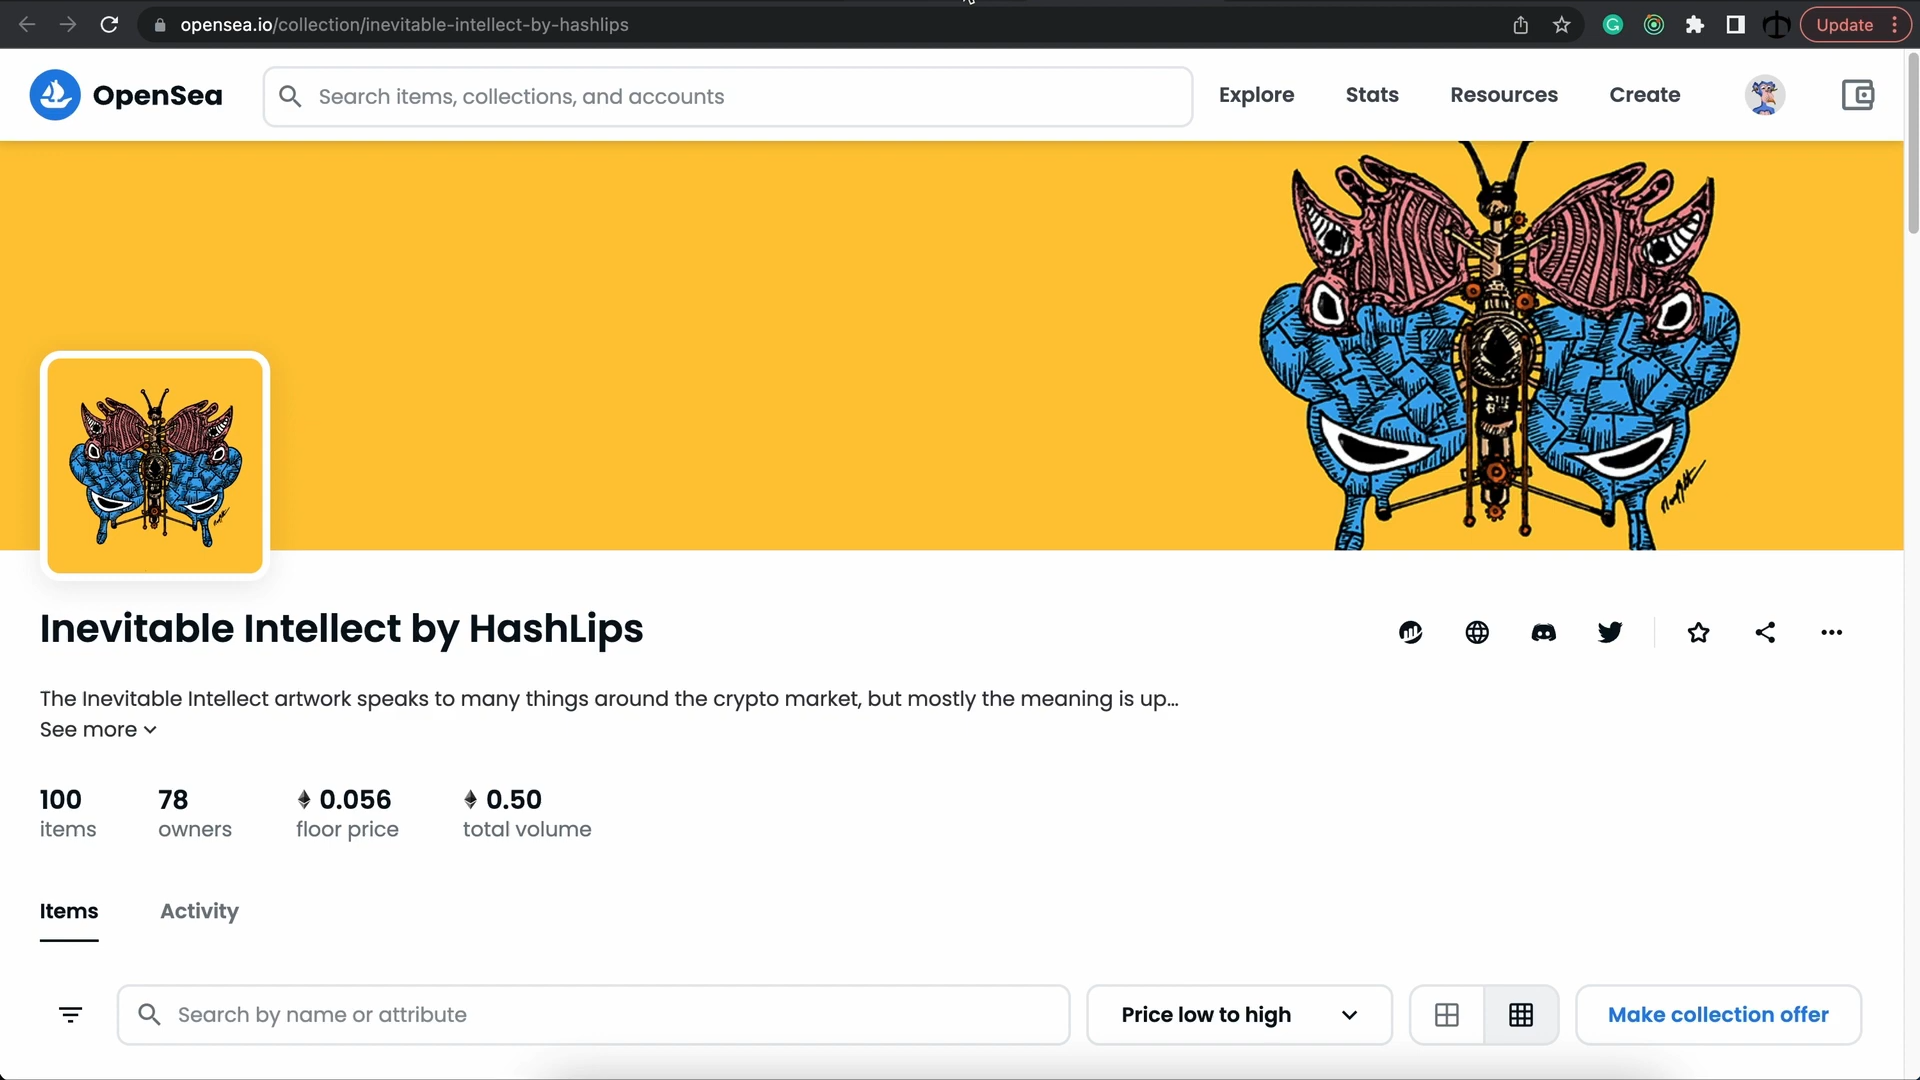 opensea.io/collection/inevitable-intellect-by-hashlips
Update
OpenSea
Search items, collections, and accounts
Explore
Stats
Resources
Create
Inevitable Intellect by HashLips
The Inevitable Intellect artwork speaks to many things around the crypto market, but mostly the meaning is up...
See more
100
items
78
owners
0.056
floor price
0.50
total volume
Items
Activity
Search by name or attribute
Price low to high
Make collection offer